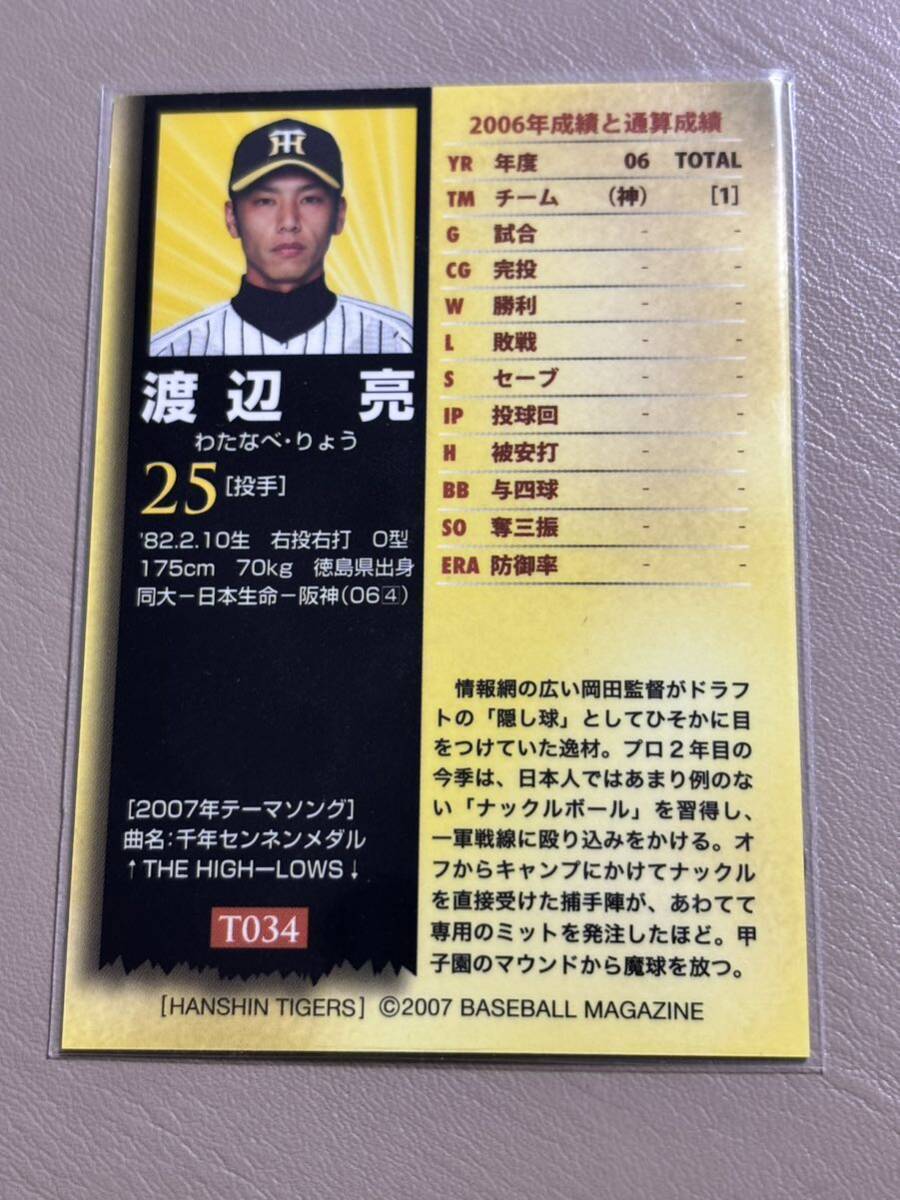 渡辺 亮
わたなべ・りょう
25 [投手]
'82.2.10生 右投右打 O型
175cm 70kg 徳島県出身
同大－日本生命－阪神(06④)
[2007年テーマソング]
曲名:千年センネンメダル
↑THE HIGH－LOWS↓
T034
2006年成績と通算成績
YR 年度 06 TOTAL
TM チーム （神） [1]
G 試合 - -
CG 完投 - -
W 勝利 - -
L 敗戦 - -
S セーブ - -
IP 投球回 - -
H 被安打 - -
BB 与四球 - -
SO 奪三振 - -
ERA 防御率 - -
情報網の広い岡田監督がドラフ
トの「隠し球」としてひそかに目
をつけていた逸材。プロ２年目の
今季は、日本人ではあまり例のな
い「ナックルボール」を習得し、
一軍戦線に殴り込みをかける。オ
フからキャンプにかけてナックル
を直接受けた捕手陣が、あわてて
専用のミットを発注したほど。甲
子園のマウンドから魔球を放つ。
[HANSHIN TIGERS] ©2007 BASEBALL MAGAZINE